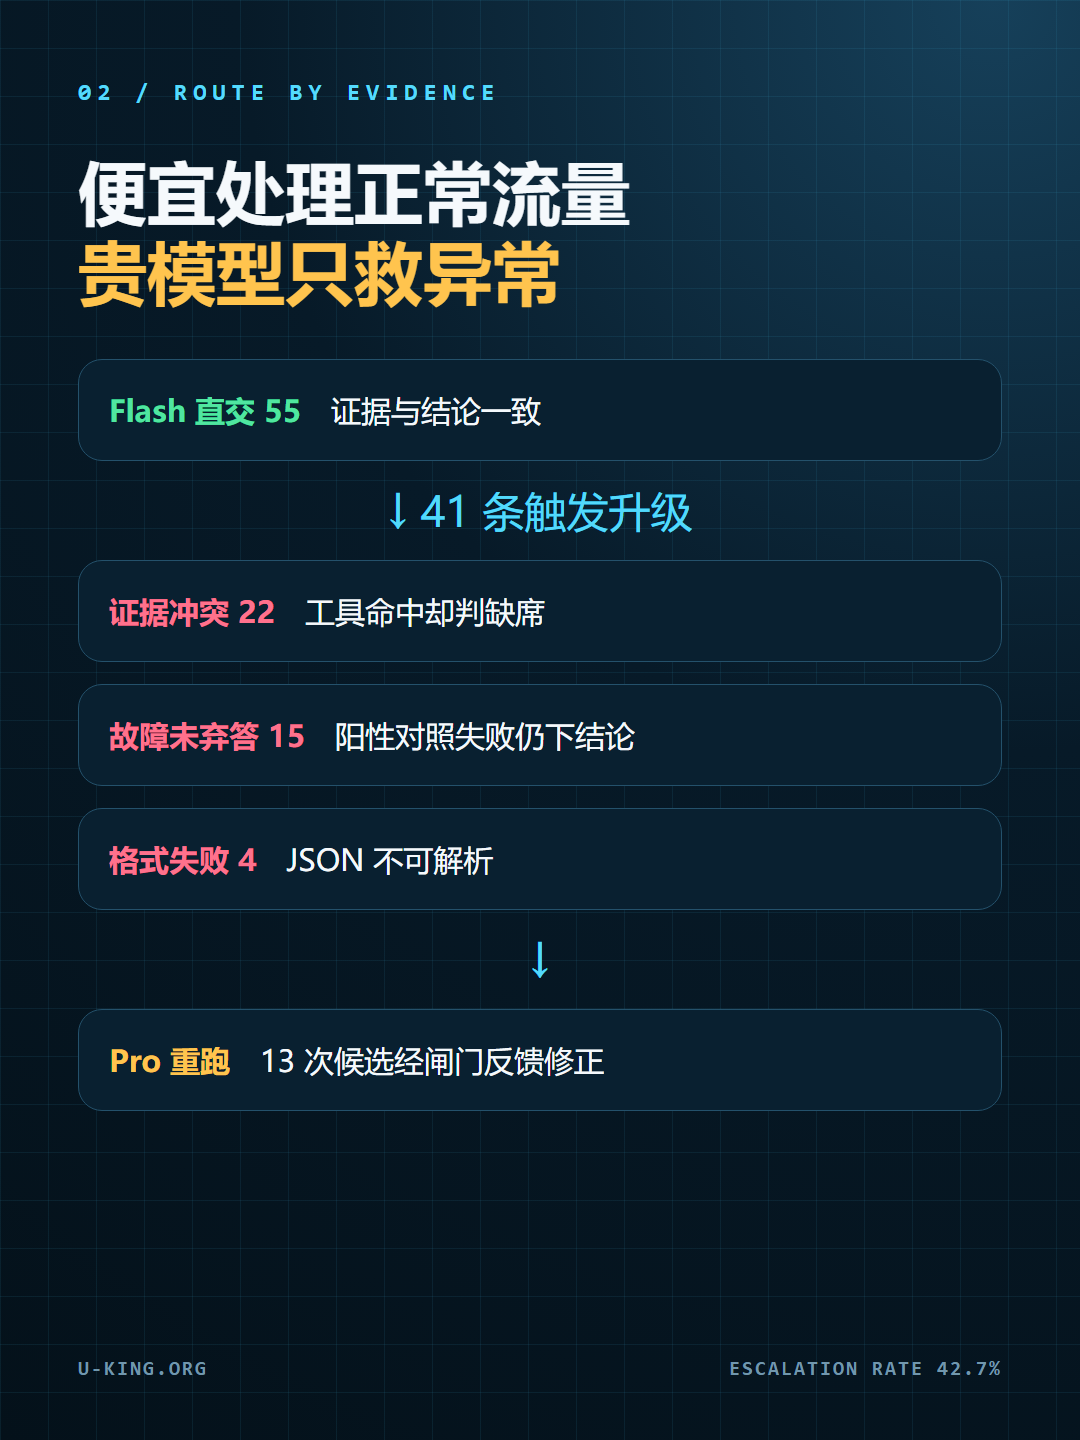 02 / ROUTE BY EVIDENCE
便宜处理正常流量
贵模型只救异常
Flash 直交 55 证据与结论一致
↓ 41 条触发升级
证据冲突 22 工具命中却判缺席
故障未弃答 15 阳性对照失败仍下结论
格式失败 4 JSON 不可解析
↓
Pro 重跑 13 次候选经闸门反馈修正
U-KING.ORG
ESCALATION RATE 42.7%